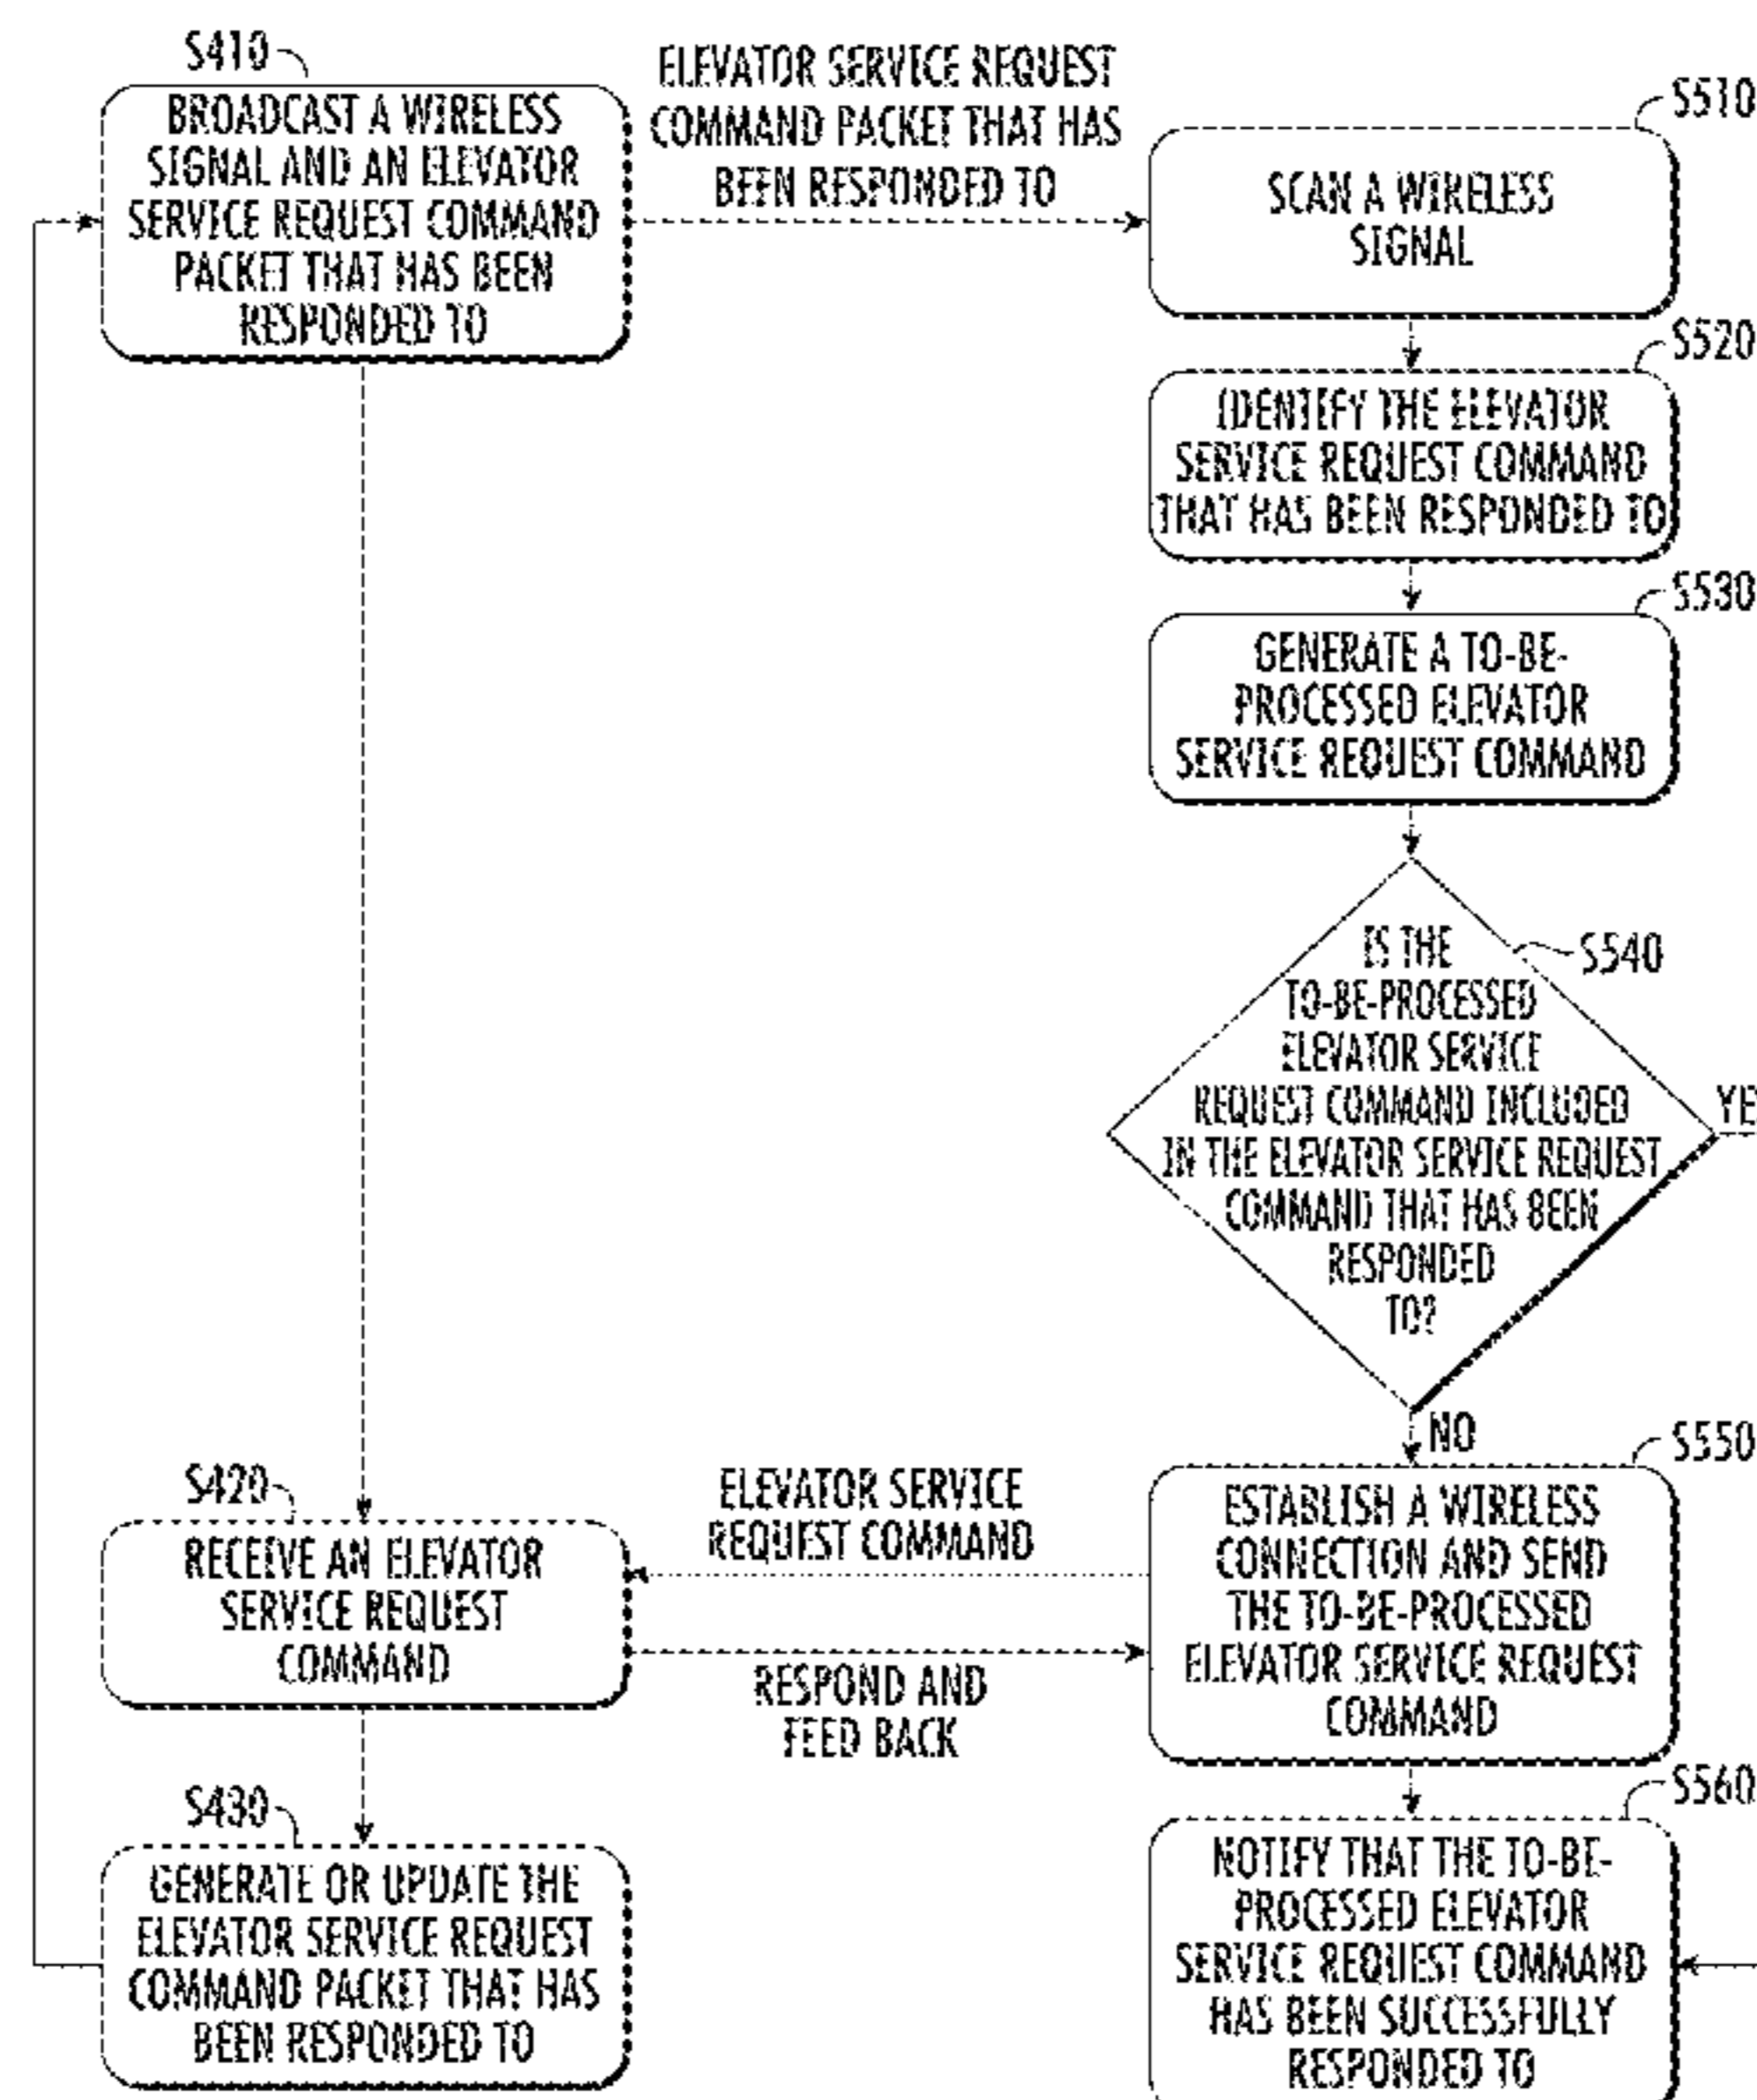 S410
BROADCAST A WIRELESS
SIGNAL AND AN ELEVATOR
SERVICE REQUEST COMMAND
PACKET THAT HAS BEEN
RESPONDED TO
ELEVATOR SERVICE REQUEST
COMMAND PACKET THAT HAS
BEEN RESPONDED TO
S510
SCAN A WIRELESS
SIGNAL
S520
IDENTIFY THE ELEVATOR
SERVICE REQUEST COMMAND
THAT HAS BEEN RESPONDED TO
S530
GENERATE A TO-BE-
PROCESSED ELEVATOR
SERVICE REQUEST COMMAND
S540
IS THE
TO-BE-PROCESSED
ELEVATOR SERVICE
REQUEST COMMAND INCLUDED
IN THE ELEVATOR SERVICE REQUEST
COMMAND THAT HAS BEEN
RESPONDED
TO?
NO
S550
ESTABLISH A WIRELESS
CONNECTION AND SEND
THE TO-BE-PROCESSED
ELEVATOR SERVICE REQUEST
COMMAND
S420
RECEIVE AN ELEVATOR
SERVICE REQUEST
COMMAND
ELEVATOR SERVICE
REQUEST COMMAND
RESPOND AND
FEED BACK
S430
GENERATE OR UPDATE THE
ELEVATOR SERVICE REQUEST
COMMAND PACKET THAT HAS
BEEN RESPONDED TO
S560
NOTIFY THAT THE TO-BE-
PROCESSED ELEVATOR
SERVICE REQUEST COMMAND
HAS BEEN SUCCESSFULLY
RESPONDED TO